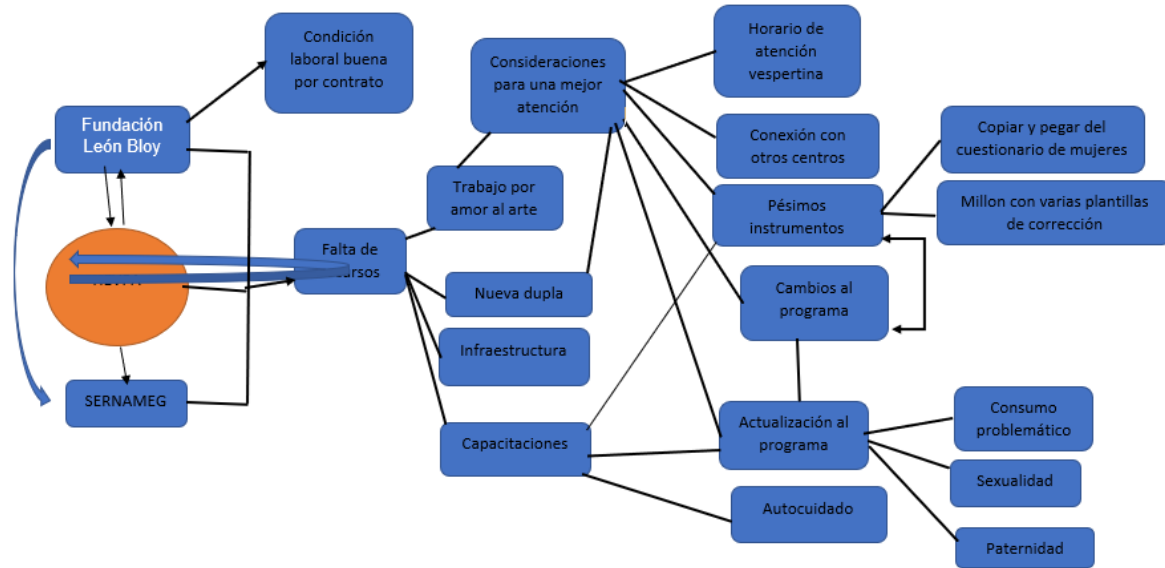 Condición
laboral buena
por contrato
Fundación
León Bloy
SERNAMEG
Falta de
Trabajo por
amor al arte
Nueva dupla
Infraestructura
Capacitaciones
Consideraciones
para una mejor
atención
Horario de
atención
vespertina
Conexión con
otros centros
Pésimos
instrumentos
Cambios al
programa
Actualización al
programa
Autocuidado
Copiar y pegar del
cuestionario de mujeres
Millon con varias plantillas
de corrección
Consumo
problemático
Sexualidad
Paternidad